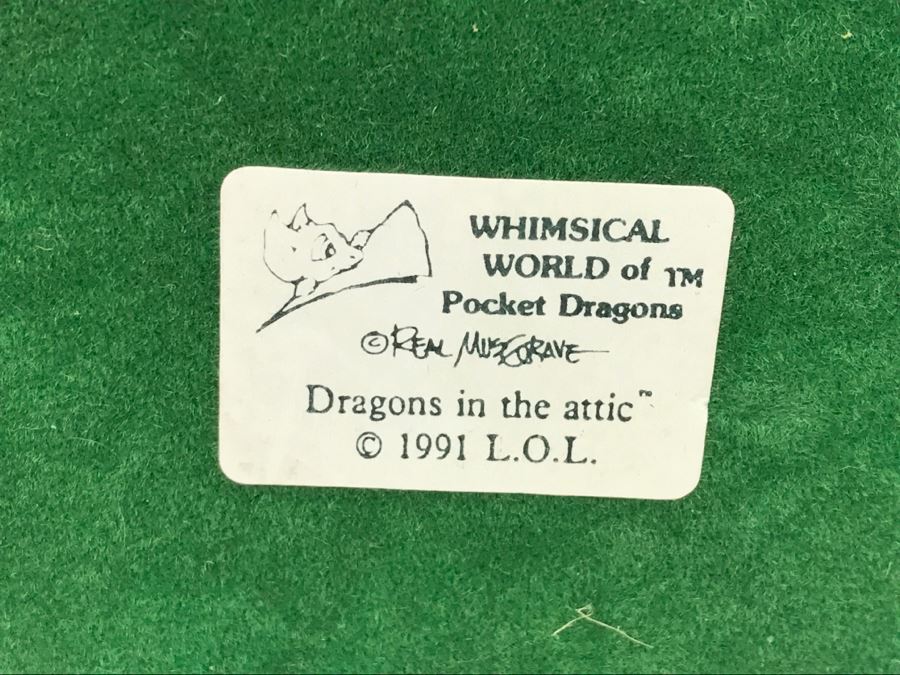 WHIMSICAL
WORLD of TM
Pocket Dragons
© REAL MUSGRAVE
Dragons in the attic™
© 1991 L.O.L.